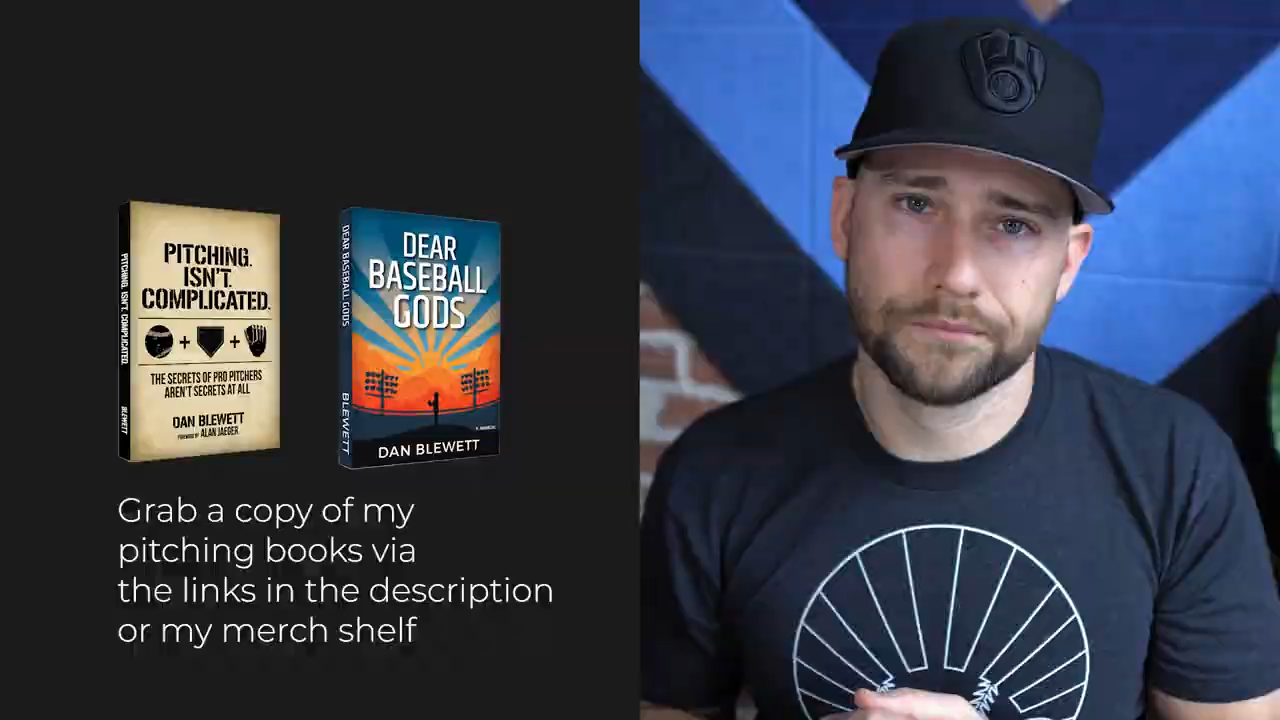 PITCHING. ISN'T. COMPLICATED.
BLEWETT
PITCHING.
ISN'T.
COMPLICATED.
+ +
THE SECRETS OF PRO PITCHERS
AREN'T SECRETS AT ALL
DAN BLEWETT
FOREWORD BY ALAN JAEGER
DEAR BASEBALL GODS
BLEWETT
DEAR
BASEBALL
GODS
DAN BLEWETT
Grab a copy of my
pitching books via
the links in the description
or my merch shelf